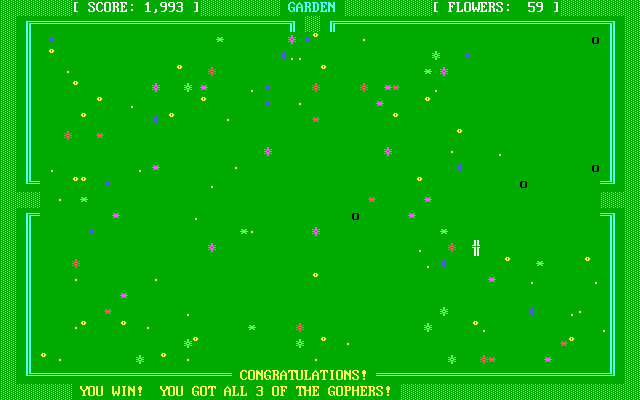 [ SCORE: 1,993 ] GARDEN [ FLOWERS: 59 ]
CONGRATULATIONS!
YOU WIN! YOU GOT ALL 3 OF THE GOPHERS!